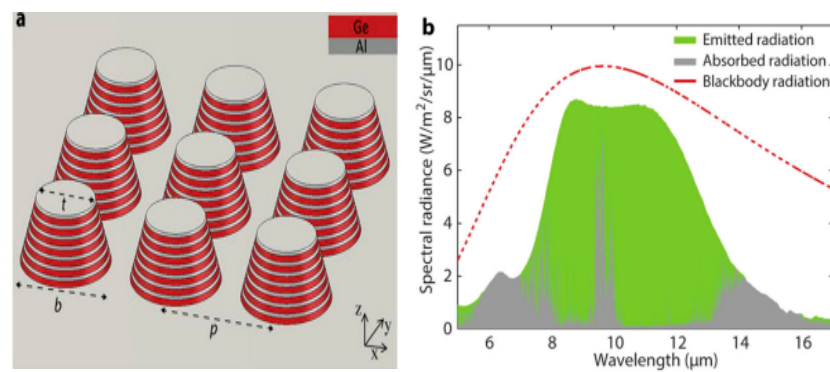 a
Ge
Al
t
b
p
z
y
x
b
Emitted radiation
Absorbed radiation
Blackbody radiation
Spectral radiance (W/m²/sr/µm)
10
8
6
4
2
0
6 8 10 12 14 16
Wavelength (µm)